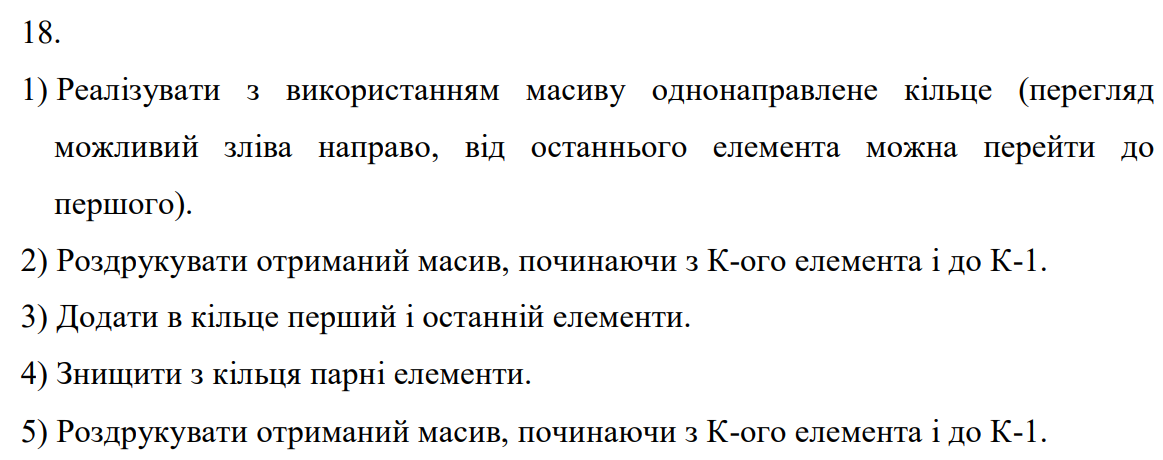 18.
1) Реалізувати з використанням масиву однонаправлене кільце (перегляд
можливий зліва направо, від останнього елемента можна перейти до
першого).
2) Роздрукувати отриманий масив, починаючи з К-ого елемента і до К-1.
3) Додати в кільце перший і останній елементи.
4) Знищити з кільця парні елементи.
5) Роздрукувати отриманий масив, починаючи з К-ого елемента і до К-1.